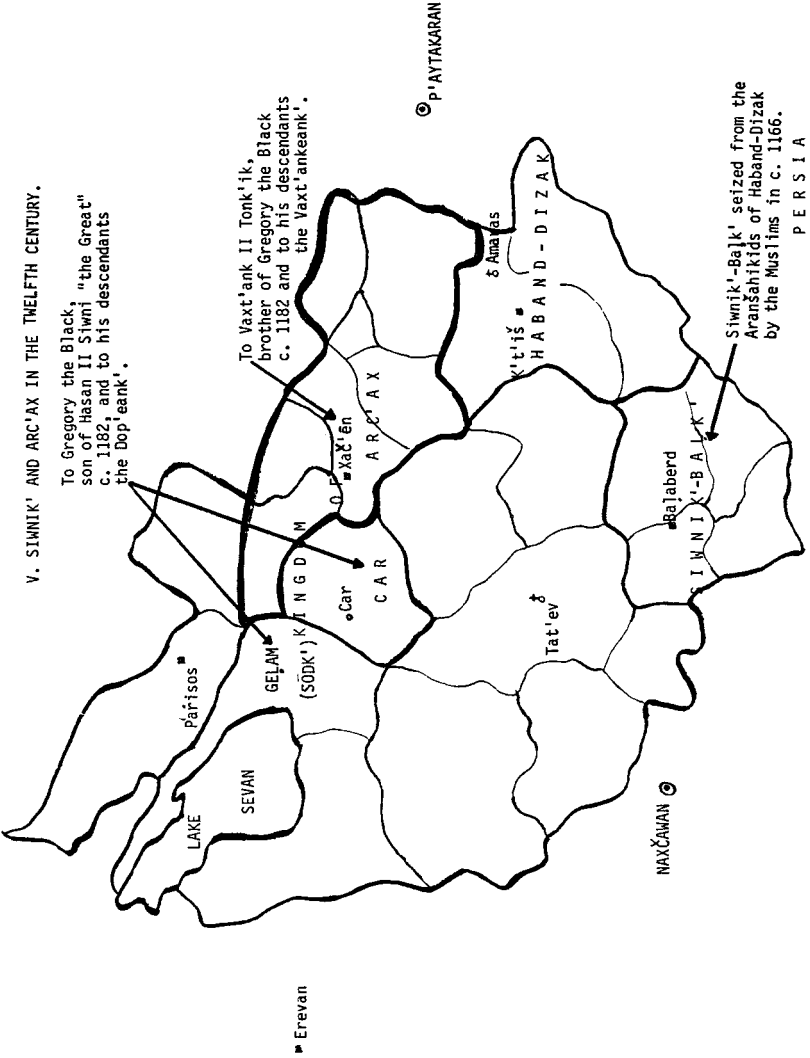 V. SIWNIK' AND ARC'AX IN THE TWELFTH CENTURY.
To Gregory the Black,
son of Hasan II Siwni "the Great"
c. 1182, and to his descendants
the Dop'eank'.
To Vaxt'ank II Tonk'ik,
brother of Gregory the Black
c. 1182 and to his descendants
the Vaxt'ankeank'.
P'AYTAKARAN
Pařisos
LAKE
SEVAN
GEŁAM
(SŌDK')
KINGDOM
OF
ARC'AX
Xač'ēn
Car
CAR
Amaras
K't'iš
HABAND-DIZAK
Erevan
Tat'ev
NAXČAWAN
Bałaberd
SIWNIK'-BAŁK'
Siwnik'-Bałk' seized from the
Aranšahikids of Haband-Dizak
by the Muslims in c. 1166.
PERSIA